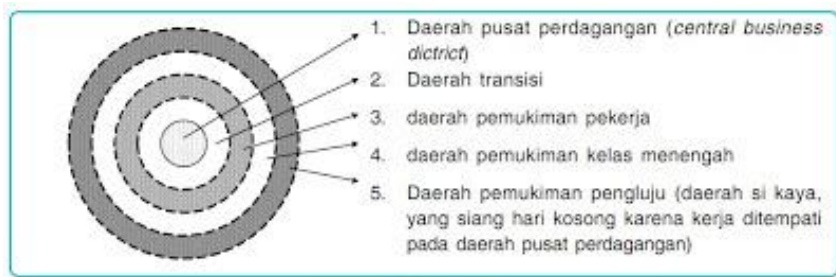 1. Daerah pusat perdagangan (central business
dictrict)
2. Daerah transisi
3. daerah pemukiman pekerja
4. daerah pemukiman kelas menengah
5. Daerah pemukiman pengluju (daerah si kaya,
yang siang hari kosong karena kerja ditempati
pada daerah pusat perdagangan)